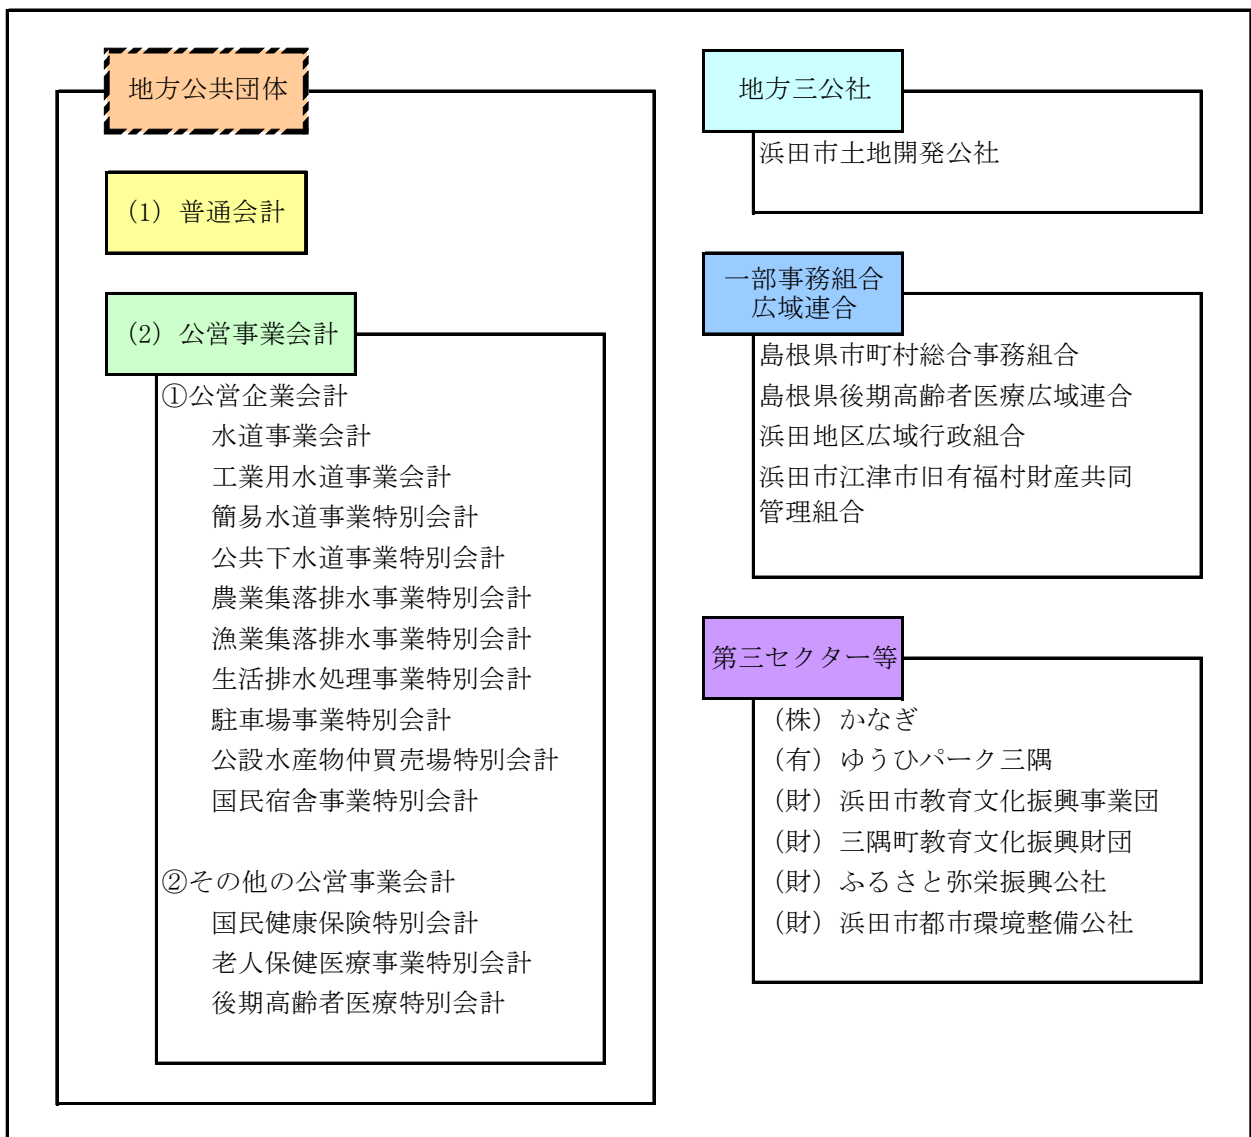 地方公共団体
(1) 普通会計
(2) 公営事業会計
①公営企業会計
水道事業会計
工業用水道事業会計
簡易水道事業特別会計
公共下水道事業特別会計
農業集落排水事業特別会計
漁業集落排水事業特別会計
生活排水処理事業特別会計
駐車場事業特別会計
公設水産物仲買売場特別会計
国民宿舎事業特別会計
②その他の公営事業会計
国民健康保険特別会計
老人保健医療事業特別会計
後期高齢者医療特別会計
地方三公社
浜田市土地開発公社
一部事務組合
広域連合
島根県市町村総合事務組合
島根県後期高齢者医療広域連合
浜田地区広域行政組合
浜田市江津市旧有福村財産共同
管理組合
第三セクター等
（株）かなぎ
（有）ゆうひパーク三隅
（財）浜田市教育文化振興事業団
（財）三隅町教育文化振興財団
（財）ふるさと弥栄振興公社
（財）浜田市都市環境整備公社